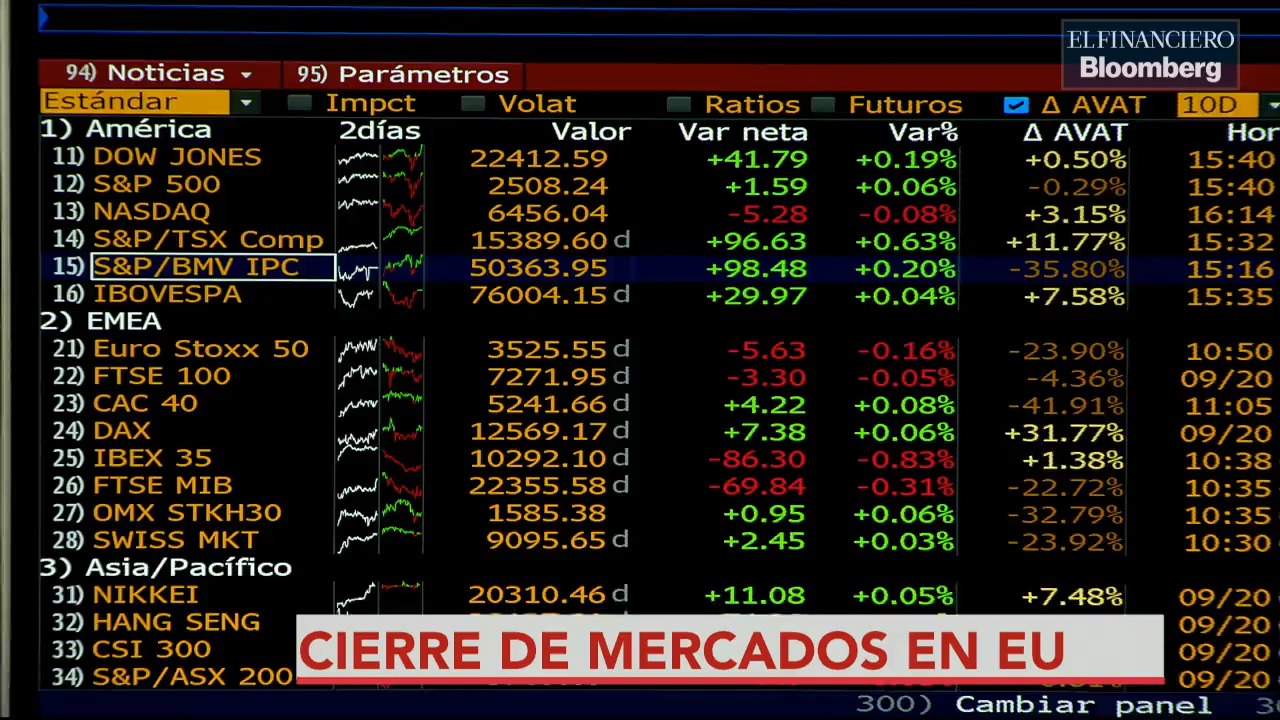 EL FINANCIERO
Bloomberg
94) Noticias 95) Parámetros
Estándar Impct Volat Ratios Futuros Δ AVAT 10D
1) América 2días Valor Var neta Var% Δ AVAT Hor
11) DOW JONES 22412.59 +41.79 +0.19% +0.50% 15:40
12) S&P 500 2508.24 +1.59 +0.06% -0.29% 15:40
13) NASDAQ 6456.04 -5.28 -0.08% +3.15% 16:14
14) S&P/TSX Comp 15389.60 d +96.63 +0.63% +11.77% 15:32
15) S&P/BMV IPC 50363.95 +98.48 +0.20% -35.80% 15:16
16) IBOVESPA 76004.15 d +29.97 +0.04% +7.58% 15:35
2) EMEA
21) Euro Stoxx 50 3525.55 d -5.63 -0.16% -23.90% 10:50
22) FTSE 100 7271.95 d -3.30 -0.05% -4.36% 09/20
23) CAC 40 5241.66 d +4.22 +0.08% -41.91% 11:05
24) DAX 12569.17 d +7.38 +0.06% +31.77% 09/20
25) IBEX 35 10292.10 d -86.30 -0.83% +1.38% 10:38
26) FTSE MIB 22355.58 d -69.84 -0.31% -22.72% 10:35
27) OMX STKH30 1585.38 +0.95 +0.06% -32.79% 10:35
28) SWISS MKT 9095.65 d +2.45 +0.03% -23.92% 10:30
3) Asia/Pacífico
31) NIKKEI 20310.46 d +11.08 +0.05% +7.48% 09/20
32) HANG SENG 09/20
33) CSI 300 09/20
34) S&P/ASX 200 09/20
CIERRE DE MERCADOS EN EU
300) Cambiar panel